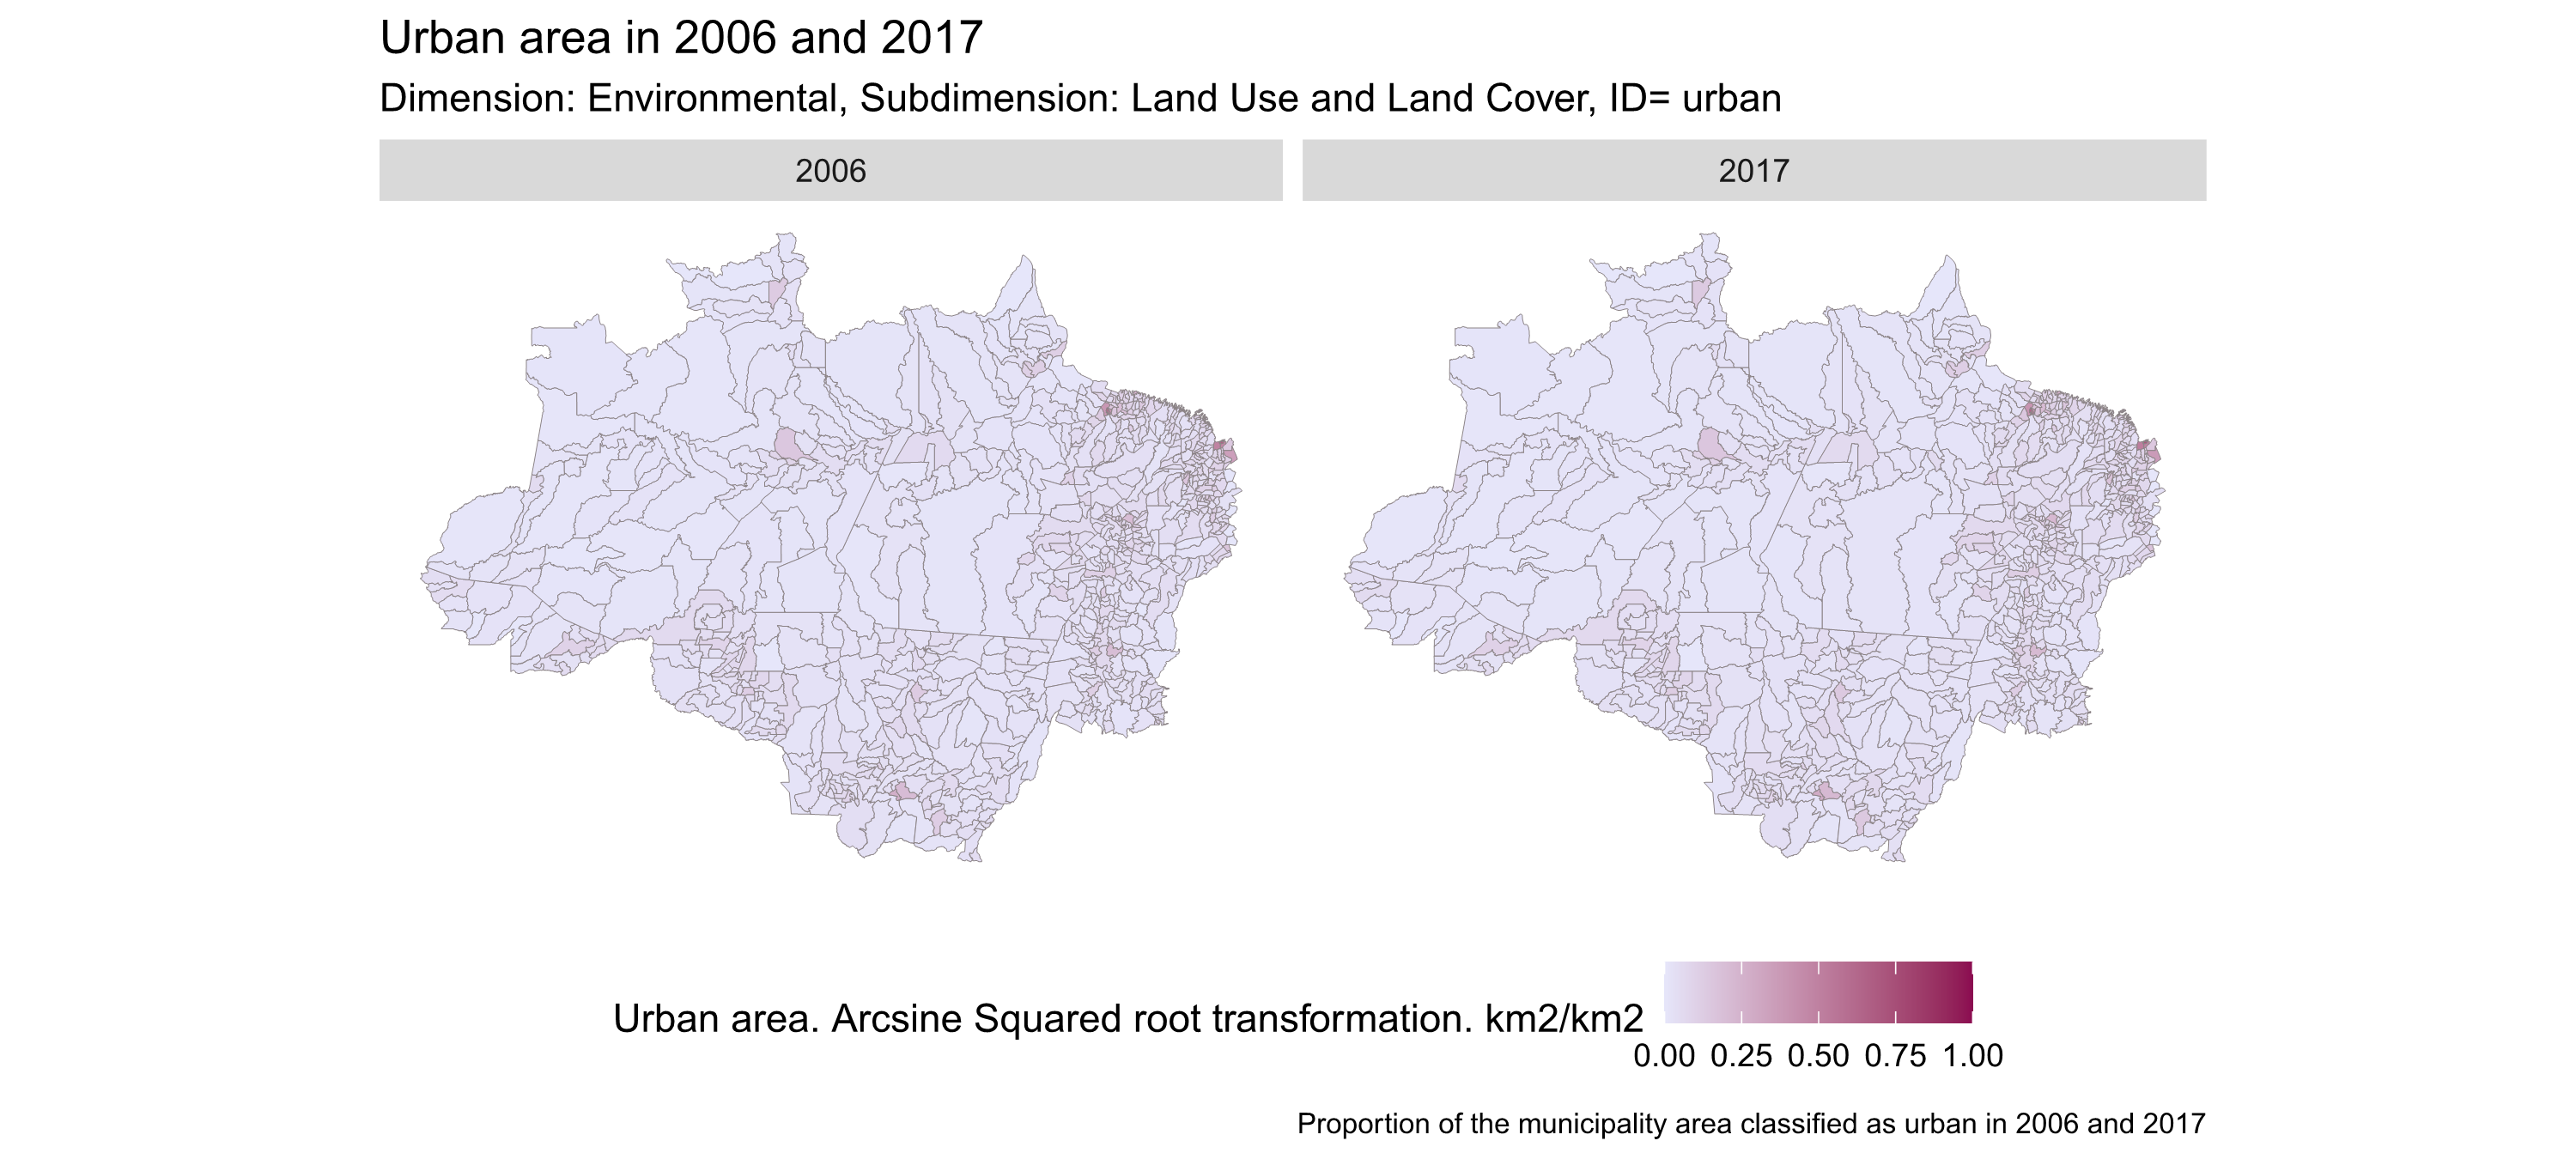 Urban area in 2006 and 2017
Dimension: Environmental, Subdimension: Land Use and Land Cover, ID= urban
2006
2017
Urban area. Arcsine Squared root transformation. km2/km2
0.00 0.25 0.50 0.75 1.00
Proportion of the municipality area classified as urban in 2006 and 2017